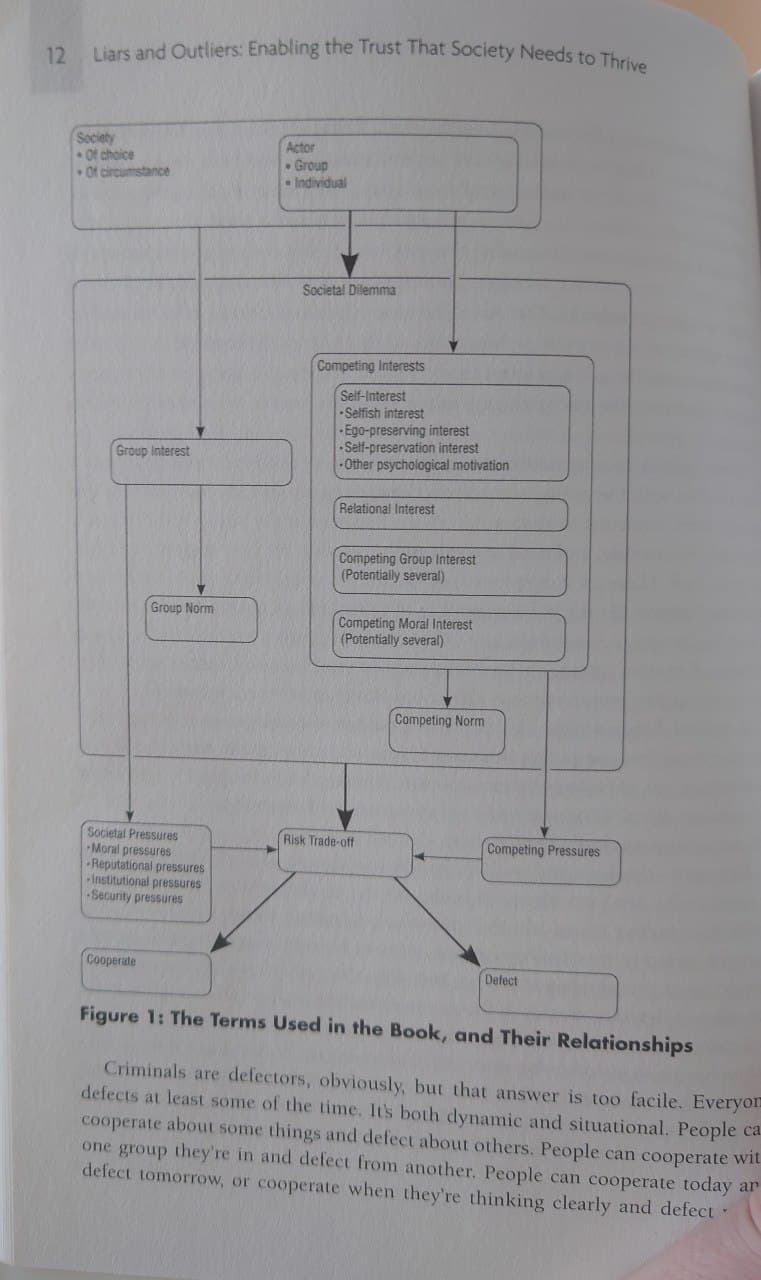 12 Liars and Outliers: Enabling the Trust That Society Needs to Thrive
Society
• Of choice
• Of circumstance
Actor
• Group
• Individual
Societal Dilemma
Competing Interests
Self-Interest
•Selfish interest
•Ego-preserving interest
•Self-preservation interest
•Other psychological motivation
Group Interest
Relational Interest
Competing Group Interest
(Potentially several)
Group Norm
Competing Moral Interest
(Potentially several)
Competing Norm
Societal Pressures
•Moral pressures
•Reputational pressures
•Institutional pressures
•Security pressures
Risk Trade-off
Competing Pressures
Cooperate
Defect
Figure 1: The Terms Used in the Book, and Their Relationships
Criminals are defectors, obviously, but that answer is too facile. Everyon
defects at least some of the time. It's both dynamic and situational. People ca
cooperate about some things and defect about others. People can cooperate wit
one group they're in and defect from another. People can cooperate today an
defect tomorrow, or cooperate when they're thinking clearly and defect